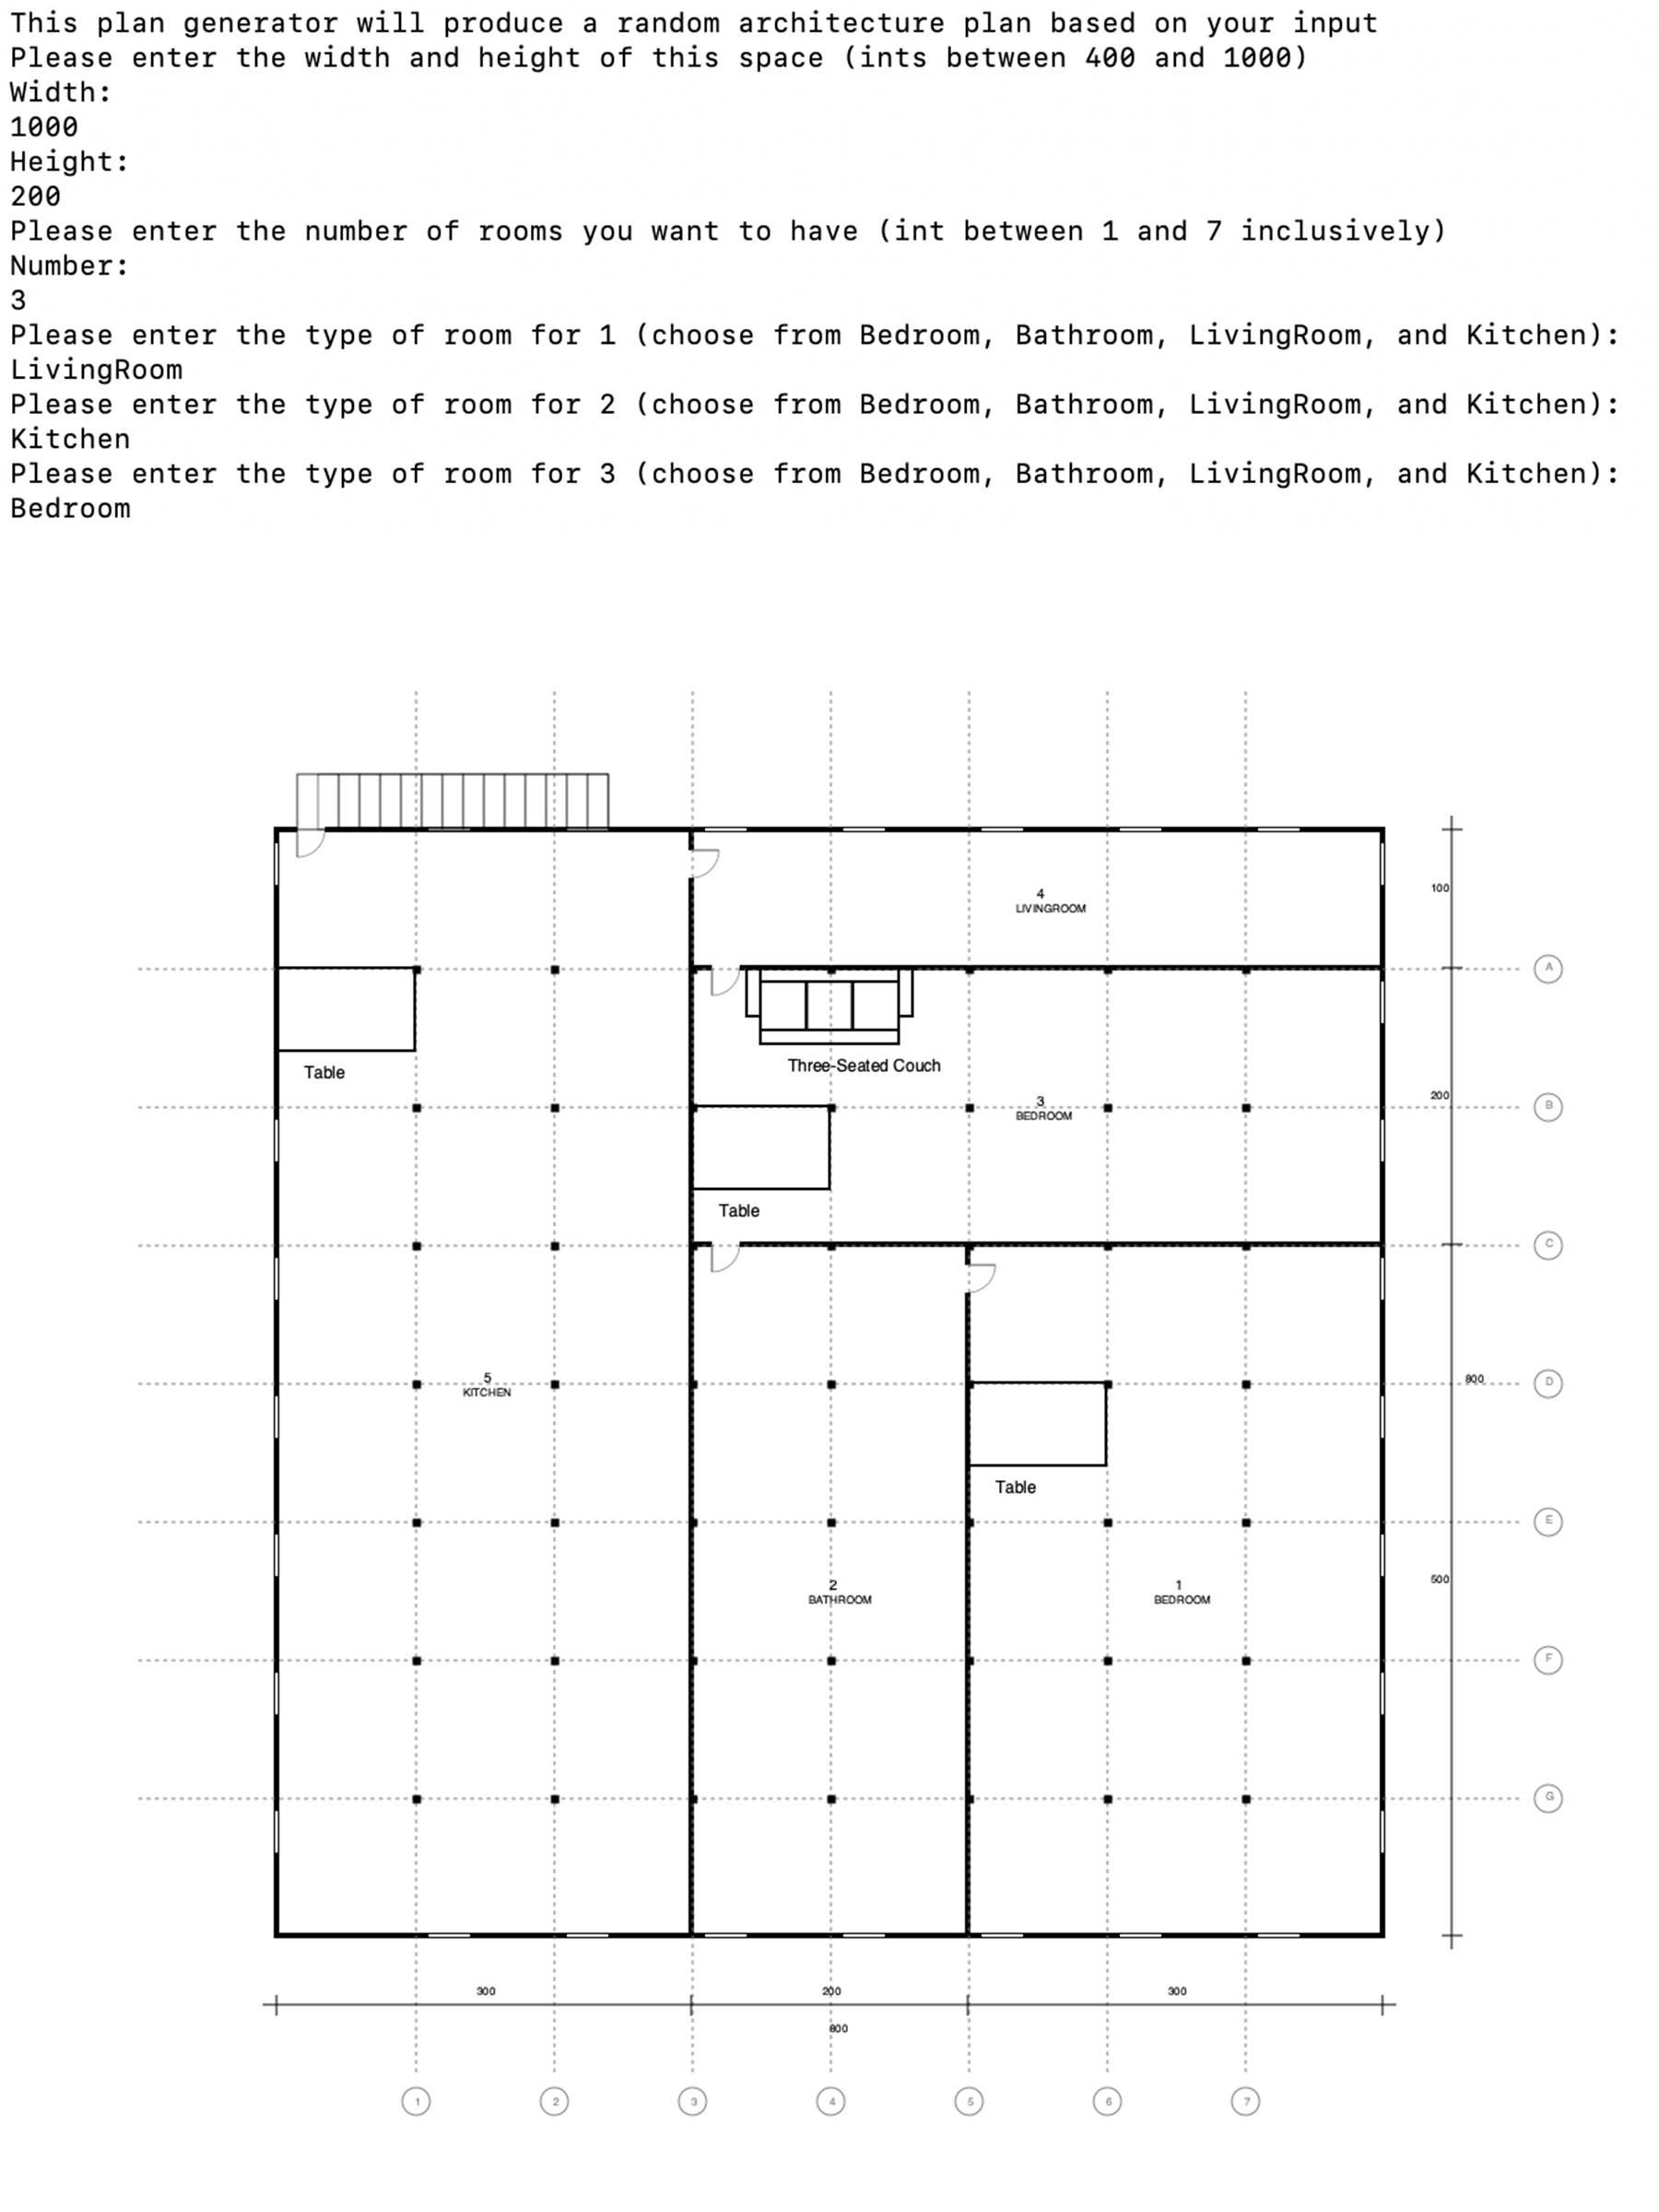 This plan generator will produce a random architecture plan based on your input
Please enter the width and height of this space (ints between 400 and 1000)
Width:
1000
Height:
200
Please enter the number of rooms you want to have (int between 1 and 7 inclusively)
Number:
3
Please enter the type of room for 1 (choose from Bedroom, Bathroom, LivingRoom, and Kitchen):
LivingRoom
Please enter the type of room for 2 (choose from Bedroom, Bathroom, LivingRoom, and Kitchen):
Kitchen
Please enter the type of room for 3 (choose from Bedroom, Bathroom, LivingRoom, and Kitchen):
Bedroom
100
4
LIVINGROOM
A
Three-Seated Couch
Table
200
3
BEDROOM
B
Table
C
5
KITCHEN
800
D
Table
E
500
2
BATHROOM
1
BEDROOM
F
G
300
200
300
800
1
2
3
4
5
6
7